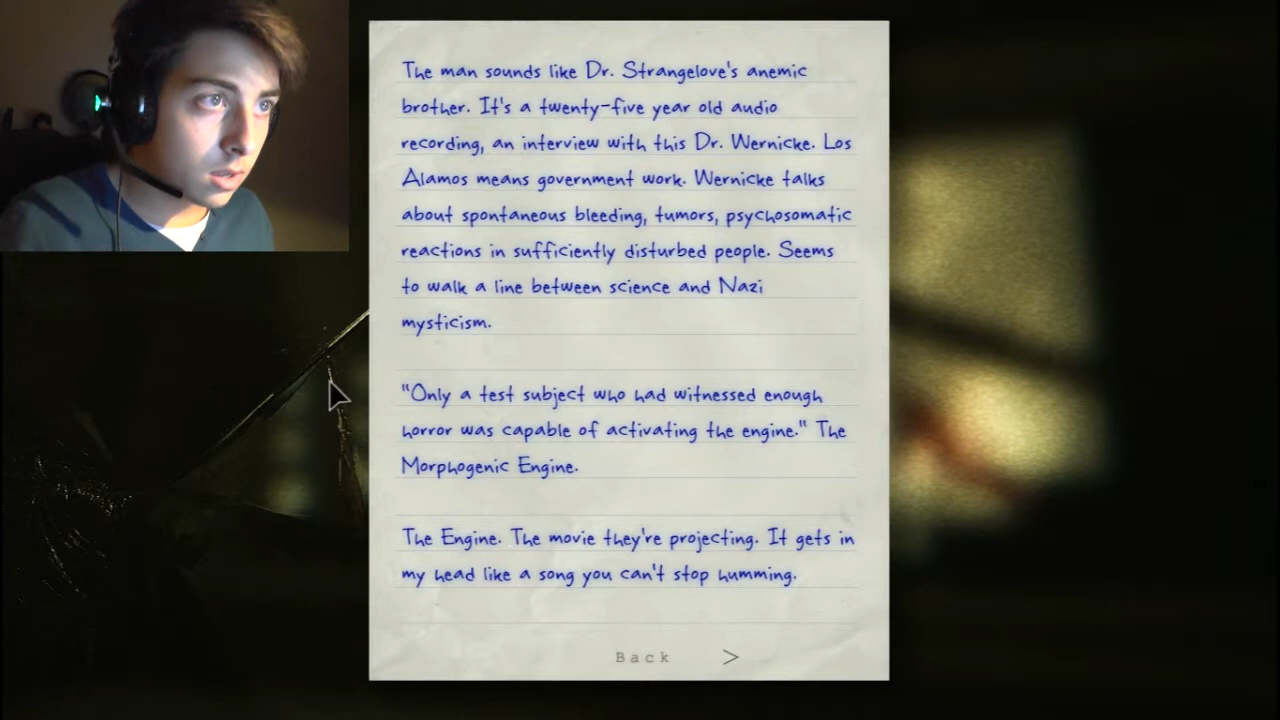 The man sounds like Dr. Strangelove's anemic
brother. It's a twenty-five year old audio
recording, an interview with this Dr. Wernicke. Los
Alamos means government work. Wernicke talks
about spontaneous bleeding, tumors, psychosomatic
reactions in sufficiently disturbed people. Seems
to walk a line between science and Nazi
mysticism.
"Only a test subject who had witnessed enough
horror was capable of activating the engine." The
Morphogenic Engine.
The Engine. The movie they're projecting. It gets in
my head like a song you can't stop humming.
Back >